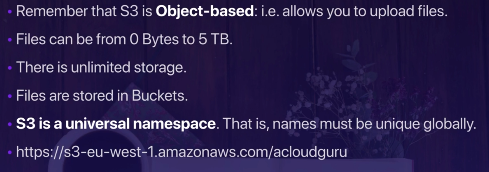 • Remember that S3 is Object-based: i.e. allows you to upload files.
• Files can be from 0 Bytes to 5 TB.
• There is unlimited storage.
• Files are stored in Buckets.
• S3 is a universal namespace. That is, names must be unique globally.
• https://s3-eu-west-1.amazonaws.com/acloudguru